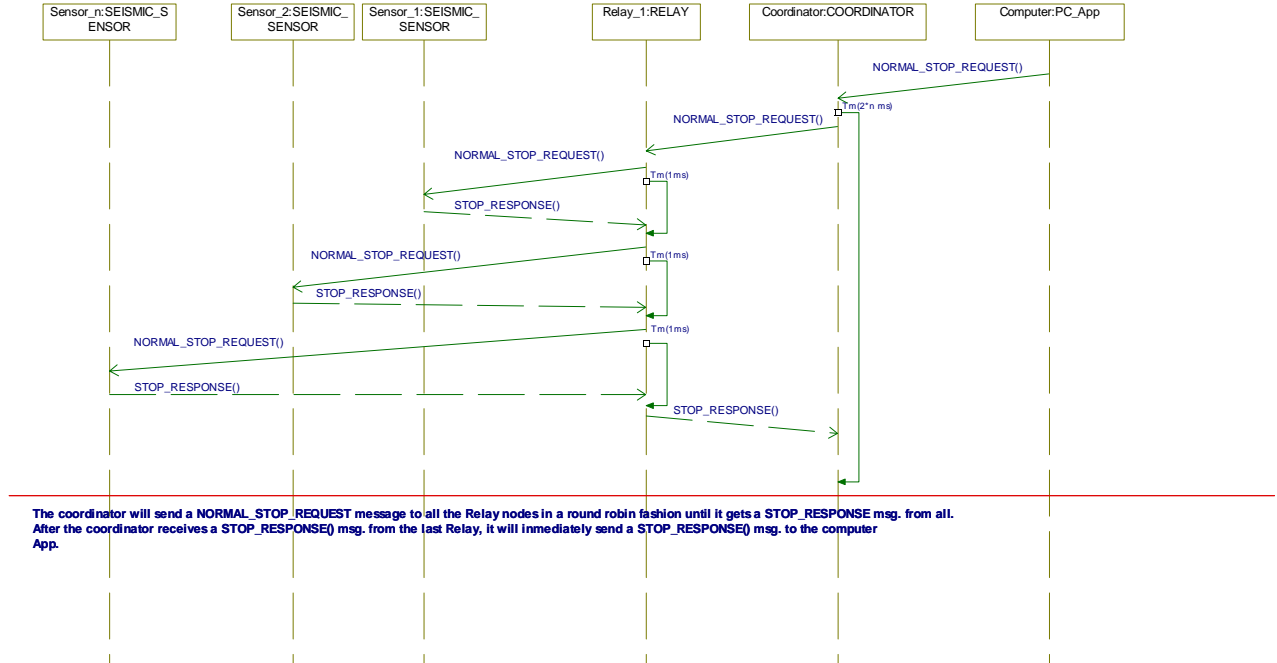 Sensor_n:SEISMIC_S
ENSOR
Sensor_2:SEISMIC_
SENSOR
Sensor_1:SEISMIC_
SENSOR
Relay_1:RELAY
Coordinator:COORDINATOR
Computer:PC_App
NORMAL_STOP_REQUEST()
Tm(2*n ms)
NORMAL_STOP_REQUEST()
NORMAL_STOP_REQUEST()
Tm(1ms)
STOP_RESPONSE()
NORMAL_STOP_REQUEST()
Tm(1ms)
STOP_RESPONSE()
Tm(1ms)
NORMAL_STOP_REQUEST()
STOP_RESPONSE()
STOP_RESPONSE()
The coordinator will send a NORMAL_STOP_REQUEST message to all the Relay nodes in a round robin fashion until it gets a STOP_RESPONSE msg. from all.
After the coordinator receives a STOP_RESPONSE() msg. from the last Relay, it will inmediately send a STOP_RESPONSE() msg. to the computer
App.